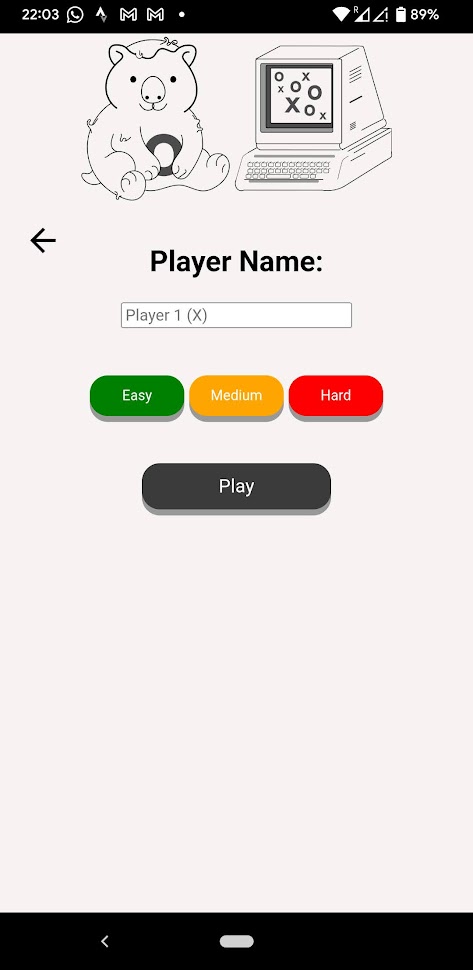 22:03
R
89%
O X
X O O
X O X
Player Name:
Player 1 (X)
Easy Medium Hard
Play